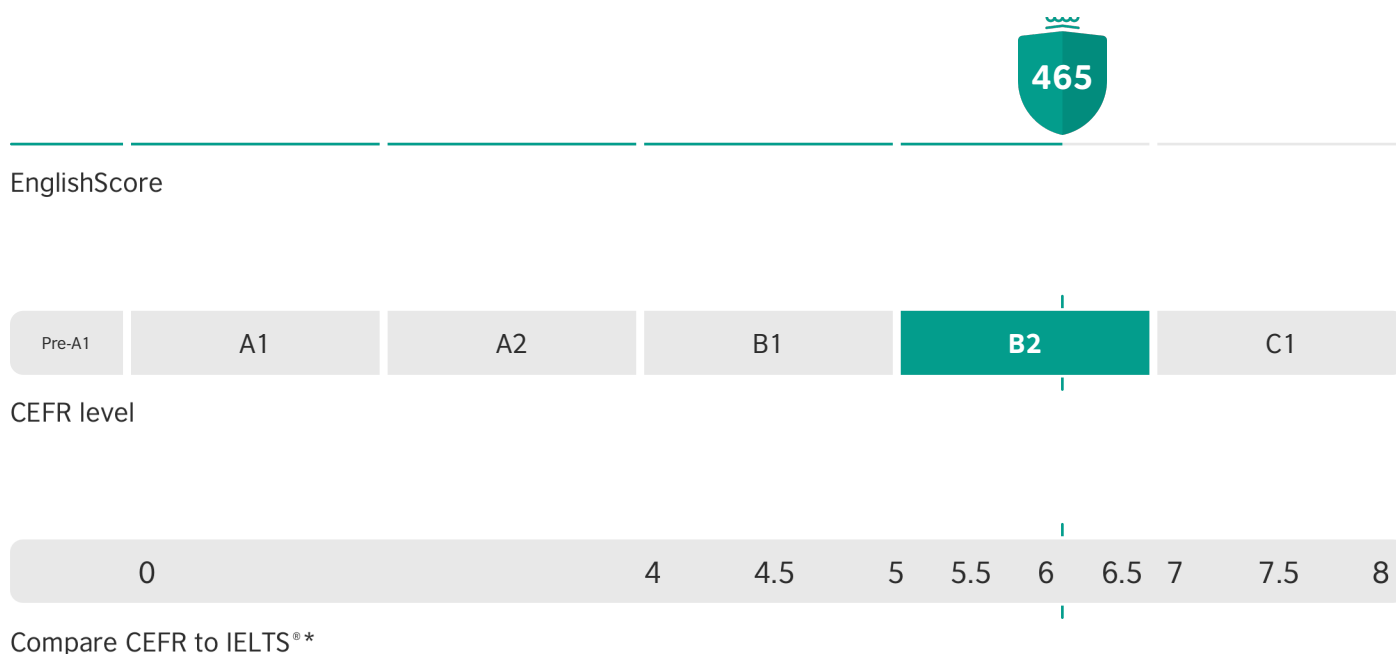 465
EnglishScore
Pre-A1 A1 A2 B1 B2 C1
CEFR level
0 4 4.5 5 5.5 6 6.5 7 7.5 8
Compare CEFR to IELTS®*